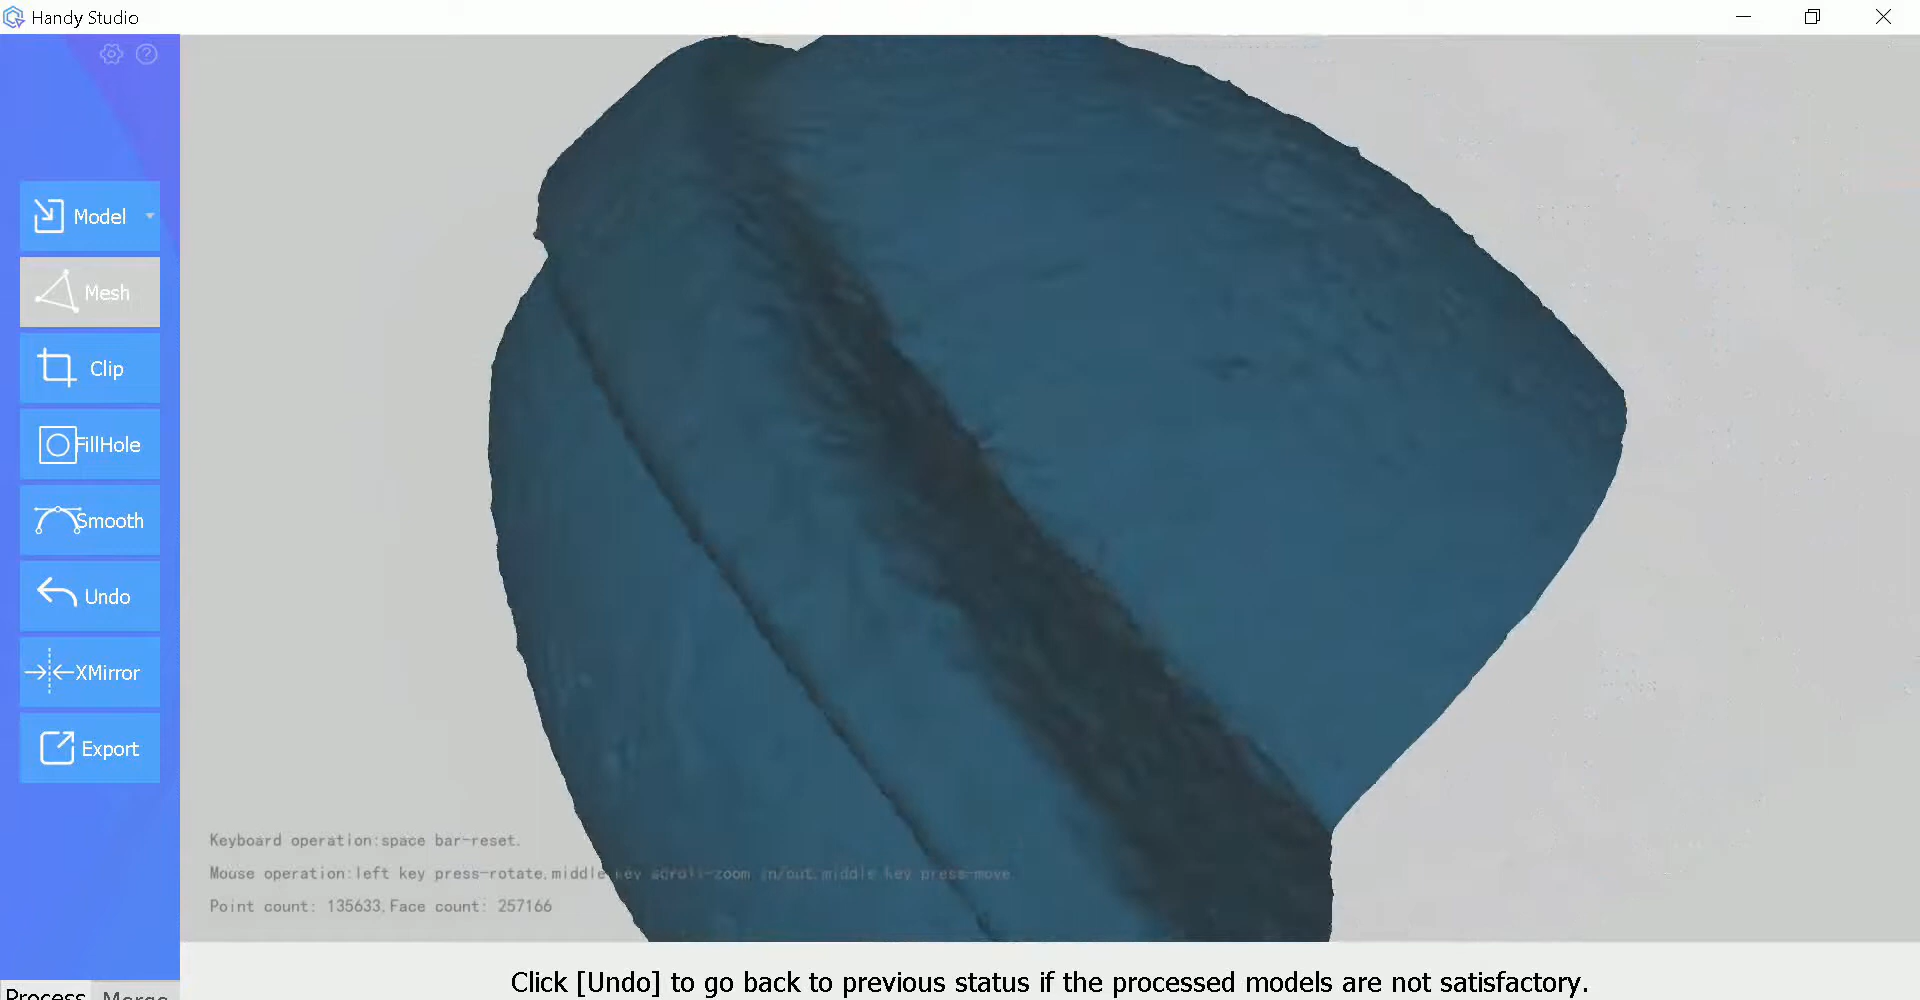 Handy Studio
Model
Mesh
Clip
FillHole
Smooth
Undo
XMirror
Export
Keyboard operation:space bar-reset.
Mouse operation:left key press-rotate,middle key scroll-zoom in/out,middle key press-move.
Point count: 135633,Face count: 257166
Process Merge
Click [Undo] to go back to previous status if the processed models are not satisfactory.